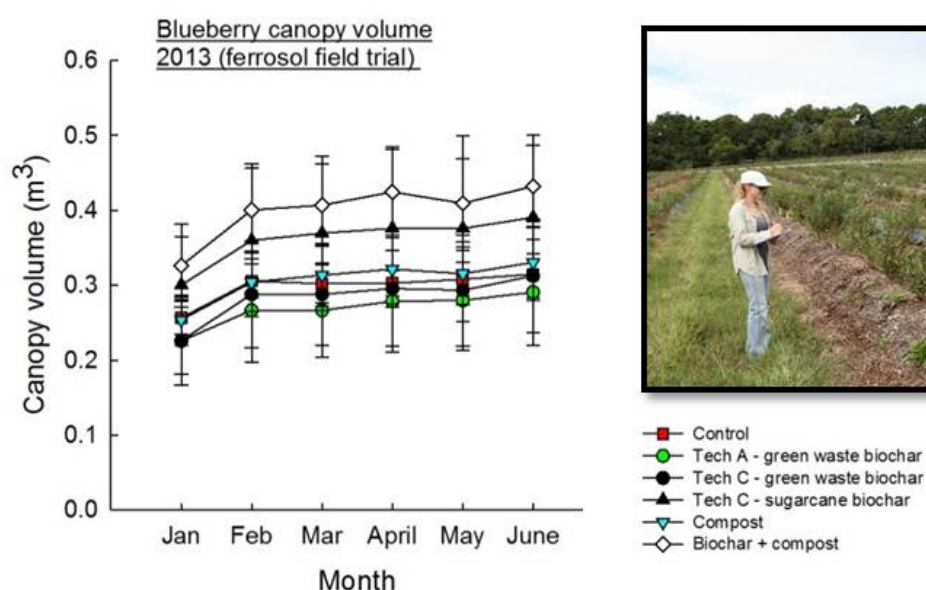 Blueberry canopy volume
2013 (ferrosol field trial)
0.6
0.5
0.4
0.3
0.2
0.1
0.0
Canopy volume (m³)
Jan Feb Mar April May June
Month
Control
Tech A - green waste biochar
Tech C - green waste biochar
Tech C - sugarcane biochar
Compost
Biochar + compost